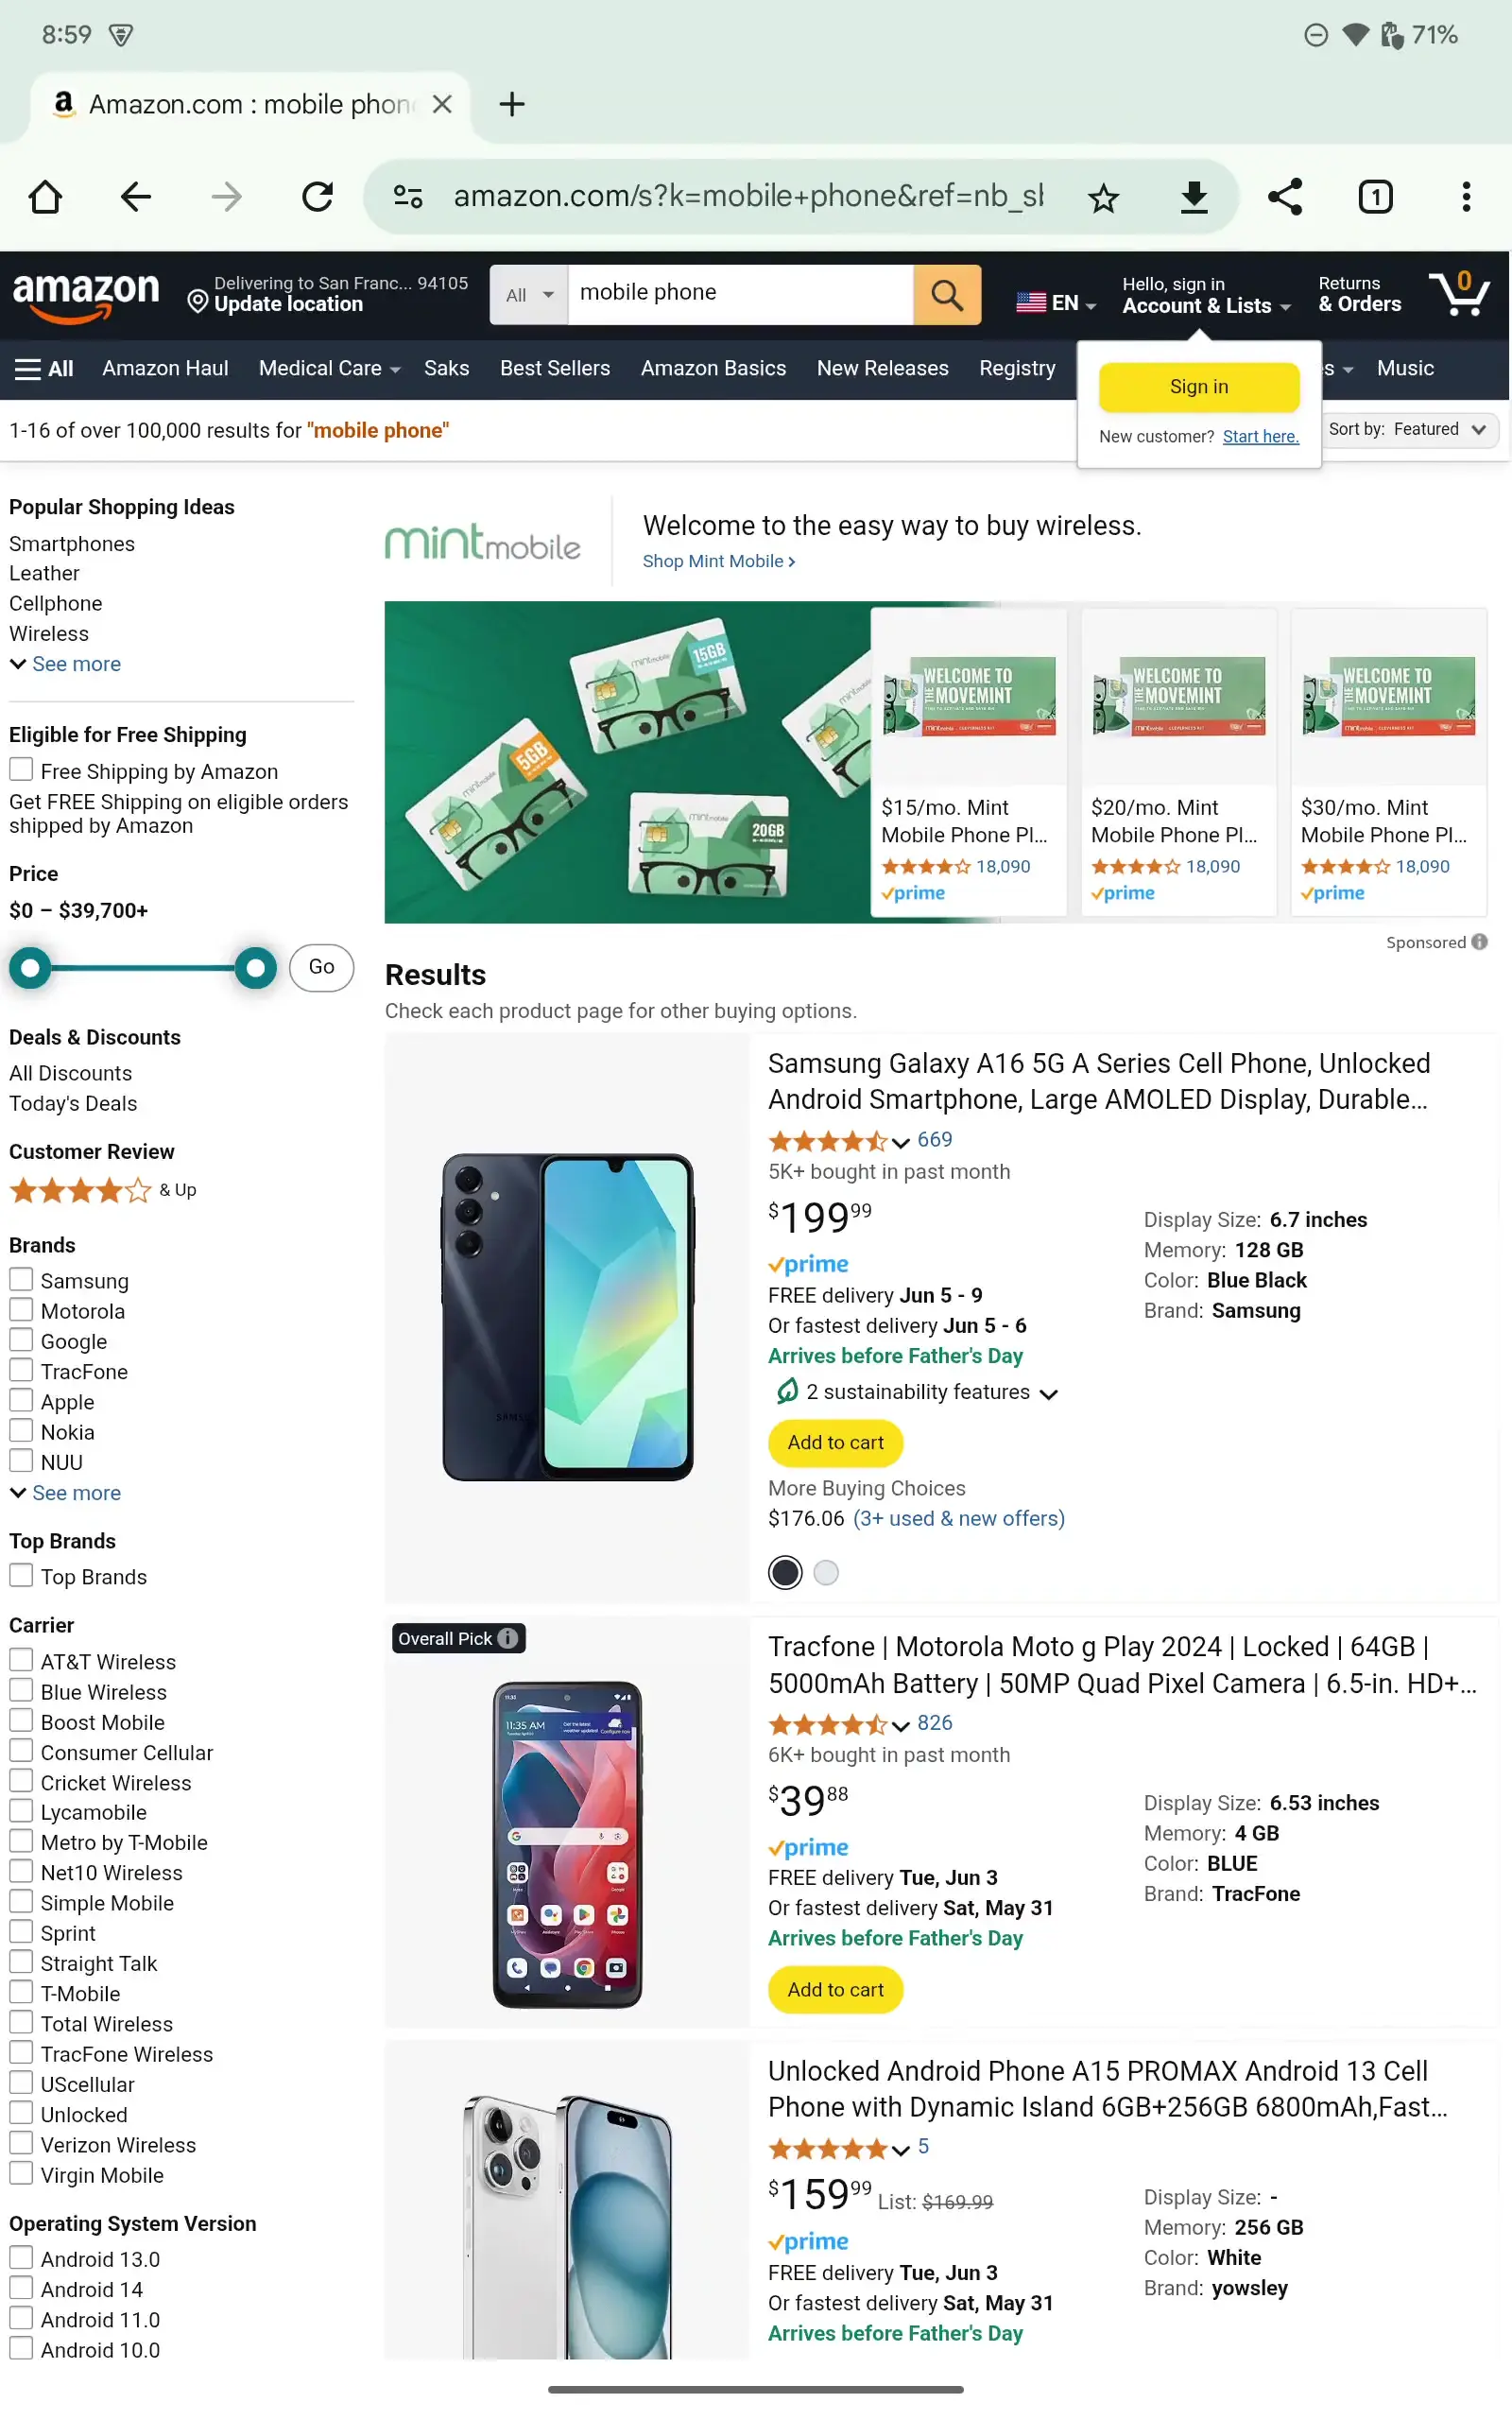 8:59
71%
Amazon.com : mobile phon
amazon.com/s?k=mobile+phone&ref=nb_sl
1
amazon
Delivering to San Franc... 94105
Update location
All
mobile phone
EN
Hello, sign in
Account & Lists
Returns
& Orders
0
All
Amazon Haul
Medical Care
Saks
Best Sellers
Amazon Basics
New Releases
Registry
s
Music
Sign in
New customer? Start here.
1-16 of over 100,000 results for "mobile phone"
Sort by: Featured
Popular Shopping Ideas
Smartphones
Leather
Cellphone
Wireless
See more
Eligible for Free Shipping
Free Shipping by Amazon
Get FREE Shipping on eligible orders
shipped by Amazon
Price
$0 – $39,700+
Go
Deals & Discounts
All Discounts
Today's Deals
Customer Review
& Up
Brands
Samsung
Motorola
Google
TracFone
Apple
Nokia
NUU
See more
Top Brands
Top Brands
Carrier
AT&T Wireless
Blue Wireless
Boost Mobile
Consumer Cellular
Cricket Wireless
Lycamobile
Metro by T-Mobile
Net10 Wireless
Simple Mobile
Sprint
Straight Talk
T-Mobile
Total Wireless
TracFone Wireless
UScellular
Unlocked
Verizon Wireless
Virgin Mobile
Operating System Version
Android 13.0
Android 14
Android 11.0
Android 10.0
mintmobile
Welcome to the easy way to buy wireless.
Shop Mint Mobile ›
mintmobile
15GB
mintmobile
5GB
mintmobile
mintmobile
20GB
WELCOME TO
THE MOVEMINT
$15/mo. Mint
Mobile Phone Pl...
18,090
prime
WELCOME TO
THE MOVEMINT
$20/mo. Mint
Mobile Phone Pl...
18,090
prime
WELCOME TO
THE MOVEMINT
$30/mo. Mint
Mobile Phone Pl...
18,090
prime
Sponsored
Results
Check each product page for other buying options.
Samsung Galaxy A16 5G A Series Cell Phone, Unlocked
Android Smartphone, Large AMOLED Display, Durable...
669
5K+ bought in past month
$199 99
prime
FREE delivery Jun 5 - 9
Or fastest delivery Jun 5 - 6
Arrives before Father's Day
2 sustainability features
Add to cart
More Buying Choices
$176.06 (3+ used & new offers)
Display Size: 6.7 inches
Memory: 128 GB
Color: Blue Black
Brand: Samsung
Overall Pick
11:35 AM
Tracfone | Motorola Moto g Play 2024 | Locked | 64GB |
5000mAh Battery | 50MP Quad Pixel Camera | 6.5-in. HD+...
826
6K+ bought in past month
$39 88
prime
FREE delivery Tue, Jun 3
Or fastest delivery Sat, May 31
Arrives before Father's Day
Add to cart
Display Size: 6.53 inches
Memory: 4 GB
Color: BLUE
Brand: TracFone
Unlocked Android Phone A15 PROMAX Android 13 Cell
Phone with Dynamic Island 6GB+256GB 6800mAh,Fast...
5
$159 99 List: $169.99
prime
FREE delivery Tue, Jun 3
Or fastest delivery Sat, May 31
Arrives before Father's Day
Display Size: -
Memory: 256 GB
Color: White
Brand: yowsley